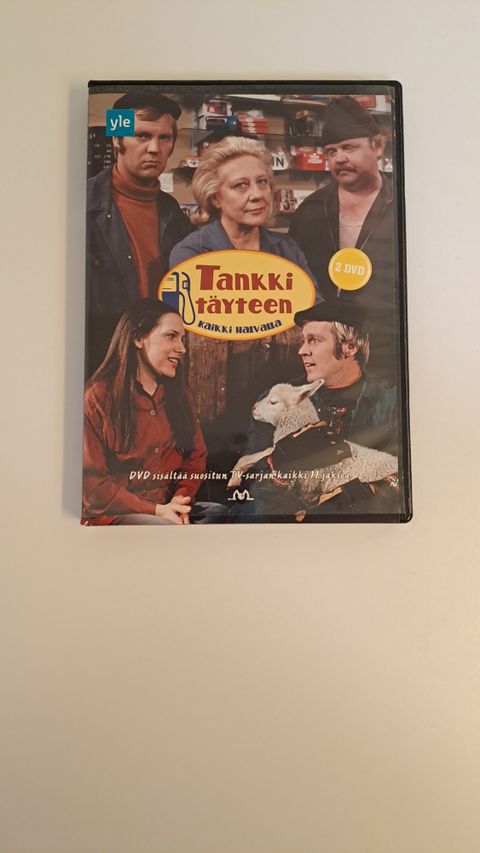 yle
2 DVD
Tankki
täyteen
KAIKKI HALVALLA
DVD sisältää suositun TV-sarjan kaikki 11 jaksoa